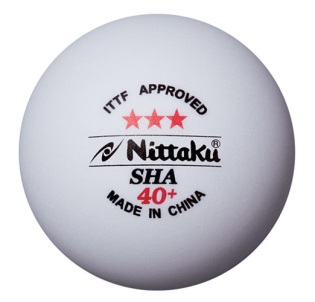 ITTF APPROVED
★★★
Nittaku®
SHA
40+
MADE IN CHINA